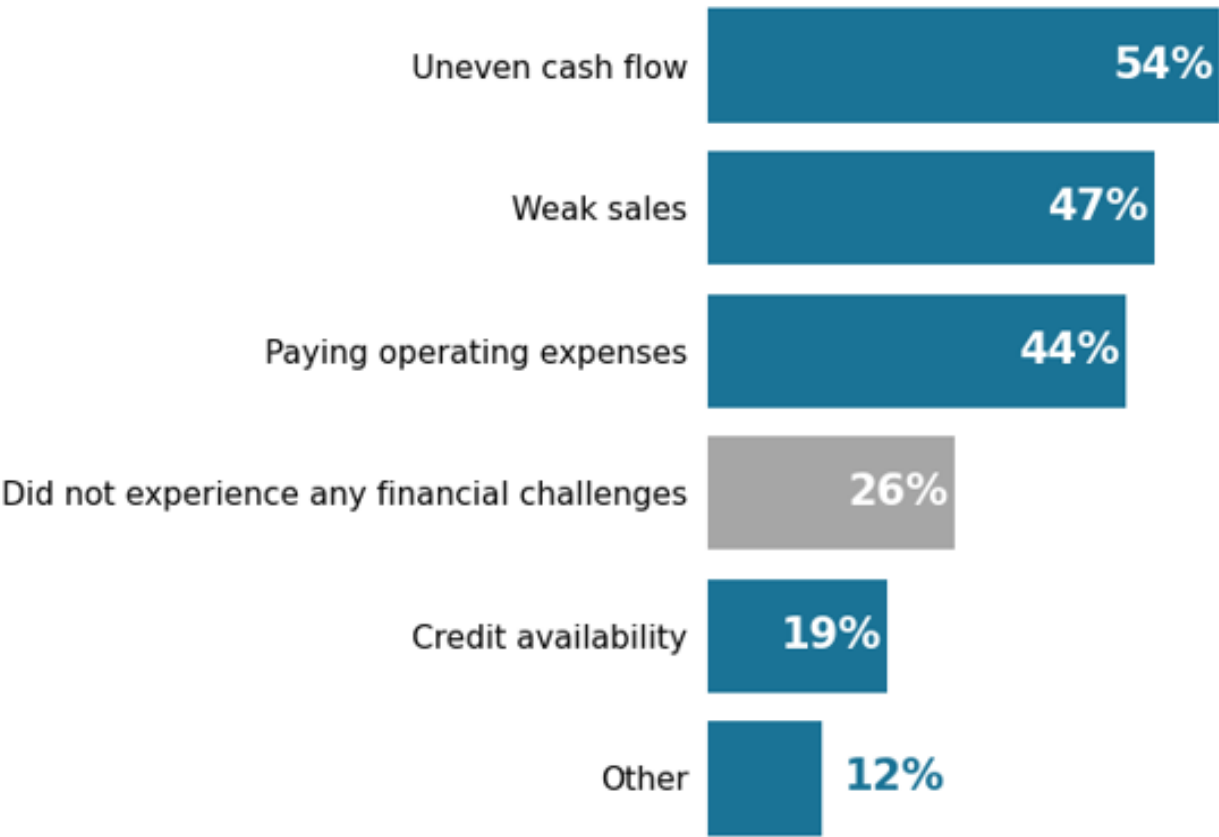 Uneven cash flow 54%
Weak sales 47%
Paying operating expenses 44%
Did not experience any financial challenges 26%
Credit availability 19%
Other 12%